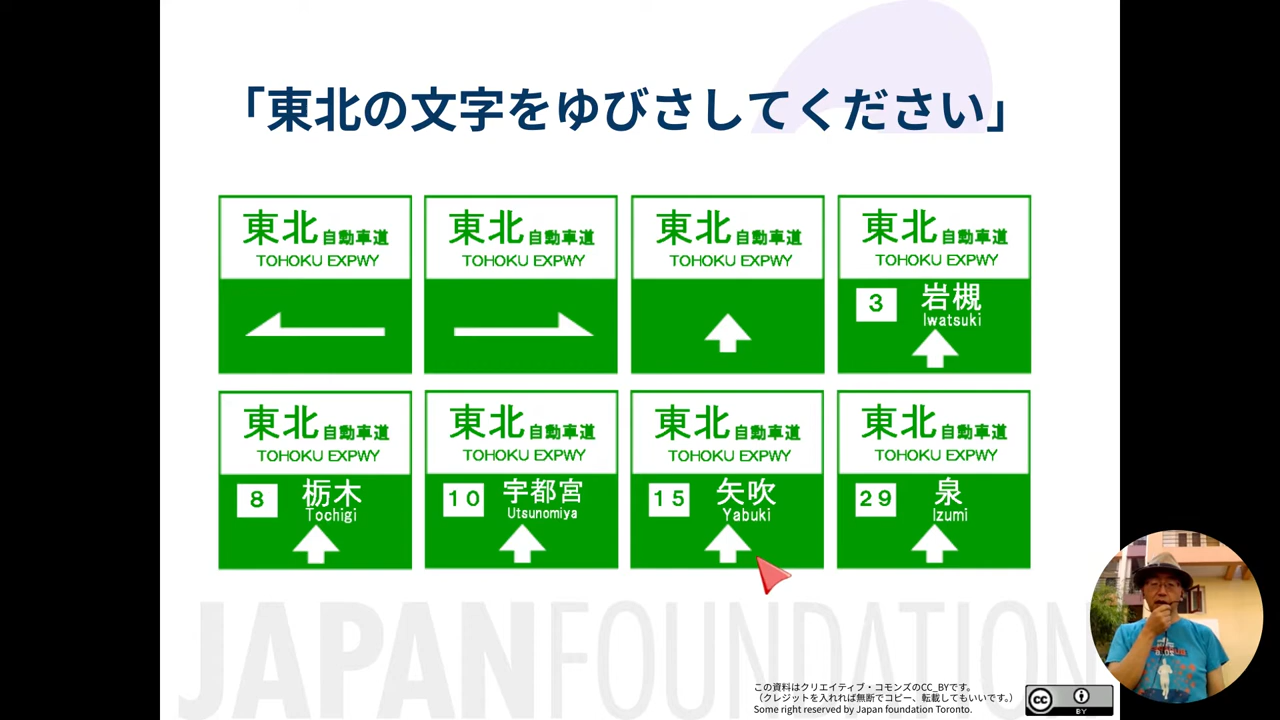 「東北の文字をゆびさしてください」
東北自動車道
TOHOKU EXPWY
東北自動車道
TOHOKU EXPWY
東北自動車道
TOHOKU EXPWY
東北自動車道
TOHOKU EXPWY
3 岩槻
Iwatsuki
東北自動車道
TOHOKU EXPWY
8 栃木
Tochigi
東北自動車道
TOHOKU EXPWY
10 宇都宮
Utsunomiya
東北自動車道
TOHOKU EXPWY
15 矢吹
Yabuki
東北自動車道
TOHOKU EXPWY
29 泉
Izumi
JAPANFOUNDATION
この資料はクリエイティブ・コモンズのCC_BYです。
（クレジットを入れれば無断でコピー、転載してもいいです。）
Some right reserved by Japan foundation Toronto.
cc
BY